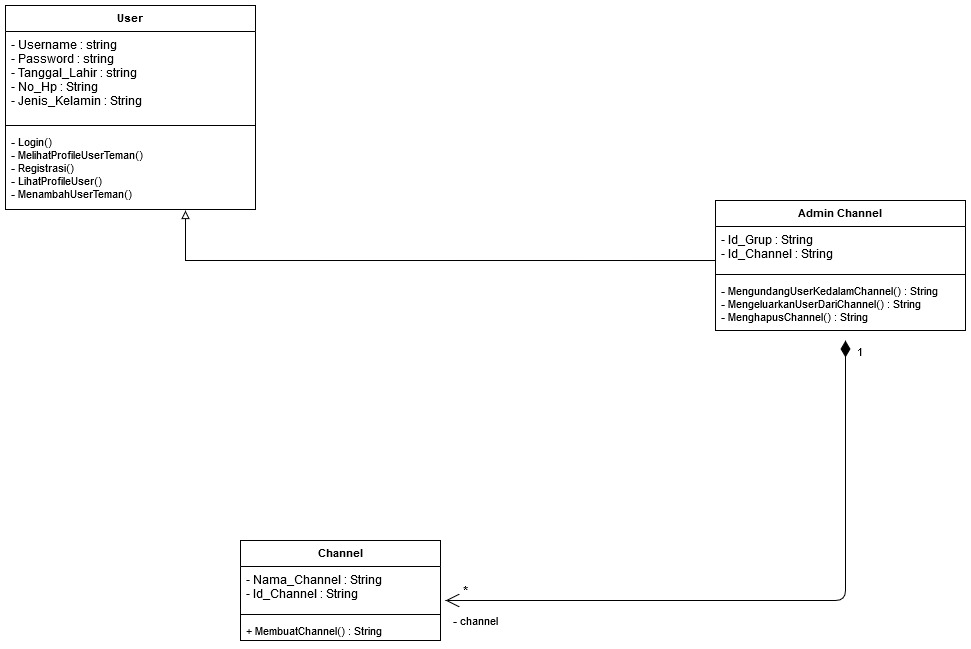 User
- Username : string
- Password : string
- Tanggal_Lahir : string
- No_Hp : String
- Jenis_Kelamin : String
- Login()
- MelihatProfileUserTeman()
- Registrasi()
- LihatProfileUser()
- MenambahUserTeman()
Admin Channel
- Id_Grup : String
- Id_Channel : String
- MengundangUserKedalamChannel() : String
- MengeluarkanUserDariChannel() : String
- MenghapusChannel() : String
1
Channel
- Nama_Channel : String
- Id_Channel : String
+ MembuatChannel() : String
*
- channel